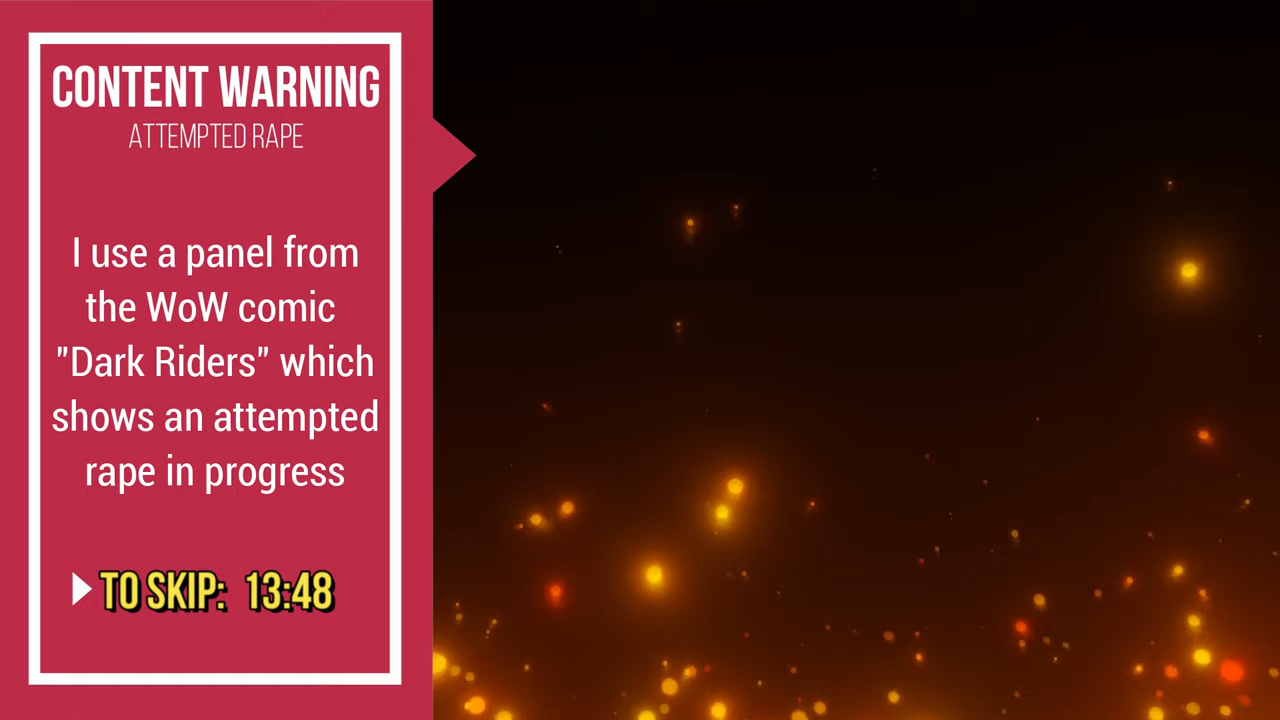 CONTENT WARNING
ATTEMPTED RAPE
I use a panel from
the WoW comic
"Dark Riders" which
shows an attempted
rape in progress
TO SKIP: 13:48